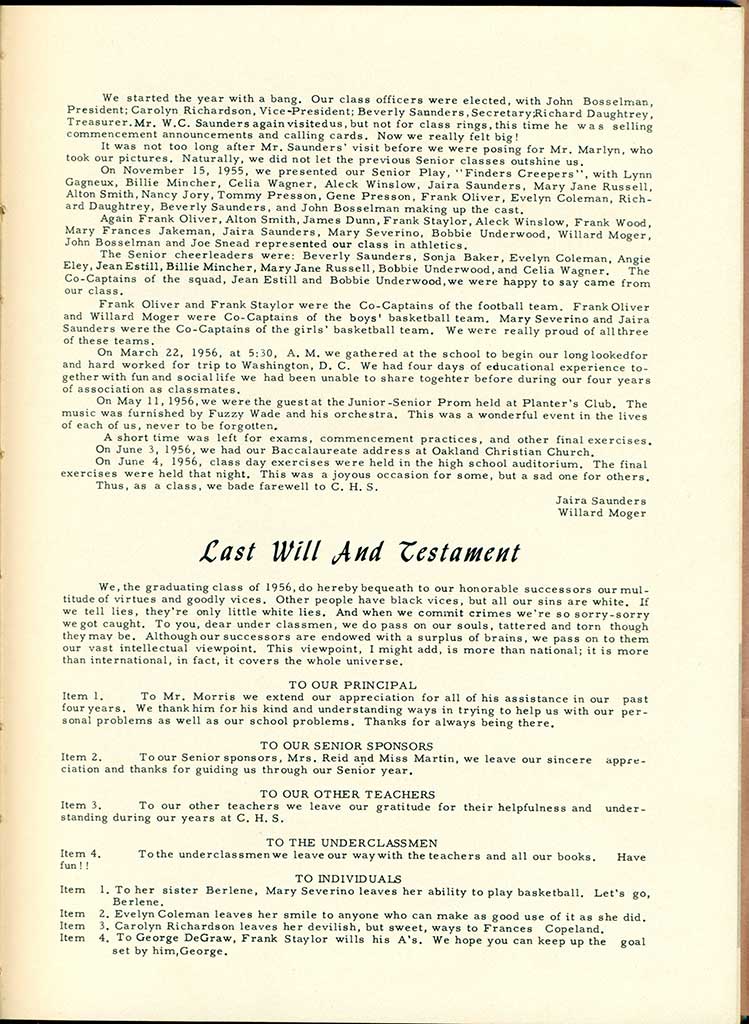 We started the year with a bang. Our class officers were elected, with John Bosselman,
President; Carolyn Richardson, Vice-President; Beverly Saunders, Secretary;Richard Daughtrey,
Treasurer. Mr. W.C. Saunders again visited us, but not for class rings, this time he was selling
commencement announcements and calling cards. Now we really felt big!
It was not too long after Mr. Saunders' visit before we were posing for Mr. Marlyn, who
took our pictures. Naturally, we did not let the previous Senior classes outshine us.
On November 15, 1955, we presented our Senior Play, "Finders Creepers", with Lynn
Gagneux, Billie Mincher, Celia Wagner, Aleck Winslow, Jaira Saunders, Mary Jane Russell,
Alton Smith, Nancy Jory, Tommy Presson, Gene Presson, Frank Oliver, Evelyn Coleman, Rich-
ard Daughtrey, Beverly Saunders, and John Bosselman making up the cast.
Again Frank Oliver, Alton Smith, James Dunn, Frank Staylor, Aleck Winslow, Frank Wood,
Mary Frances Jakeman, Jaira Saunders, Mary Severino, Bobbie Underwood, Willard Moger,
John Bosselman and Joe Snead represented our class in athletics.
The Senior cheerleaders were: Beverly Saunders, Sonja Baker, Evelyn Coleman, Angie
Eley, Jean Estill, Billie Mincher, Mary Jane Russell, Bobbie Underwood, and Celia Wagner. The
Co-Captains of the squad, Jean Estill and Bobbie Underwood, we were happy to say came from
our class.
Frank Oliver and Frank Staylor were the Co-Captains of the football team. Frank Oliver
and Willard Moger were Co-Captains of the boys' basketball team. Mary Severino and Jaira
Saunders were the Co-Captains of the girls' basketball team. We were really proud of all three
of these teams.
On March 22, 1956, at 5:30, A. M. we gathered at the school to begin our long lookedfor
and hard worked for trip to Washington, D. C. We had four days of educational experience to-
gether with fun and social life we had been unable to share togehter before during our four years
of association as classmates.
On May 11, 1956, we were the guest at the Junior-Senior Prom held at Planter's Club. The
music was furnished by Fuzzy Wade and his orchestra. This was a wonderful event in the lives
of each of us, never to be forgotten.
A short time was left for exams, commencement practices, and other final exercises.
On June 3, 1956, we had our Baccalaureate address at Oakland Christian Church.
On June 4, 1956, class day exercises were held in the high school auditorium. The final
exercises were held that night. This was a joyous occasion for some, but a sad one for others.
Thus, as a class, we bade farewell to C. H. S.
Jaira Saunders
Willard Moger
Last Will And Testament
We, the graduating class of 1956, do hereby bequeath to our honorable successors our mul-
titude of virtues and goodly vices. Other people have black vices, but all our sins are white. If
we tell lies, they're only little white lies. And when we commit crimes we're so sorry-sorry
we got caught. To you, dear under classmen, we do pass on our souls, tattered and torn though
they may be. Although our successors are endowed with a surplus of brains, we pass on to them
our vast intellectual viewpoint. This viewpoint, I might add, is more than national; it is more
than international, in fact, it covers the whole universe.
TO OUR PRINCIPAL
Item 1. To Mr. Morris we extend our appreciation for all of his assistance in our past
four years. We thank him for his kind and understanding ways in trying to help us with our per-
sonal problems as well as our school problems. Thanks for always being there.
TO OUR SENIOR SPONSORS
Item 2. To our Senior sponsors, Mrs. Reid and Miss Martin, we leave our sincere appre-
ciation and thanks for guiding us through our Senior year.
TO OUR OTHER TEACHERS
Item 3. To our other teachers we leave our gratitude for their helpfulness and under-
standing during our years at C. H. S.
TO THE UNDERCLASSMEN
Item 4. To the underclassmen we leave our way with the teachers and all our books. Have
fun!!
TO INDIVIDUALS
Item 1. To her sister Berlene, Mary Severino leaves her ability to play basketball. Let's go,
Berlene.
Item 2. Evelyn Coleman leaves her smile to anyone who can make as good use of it as she did.
Item 3. Carolyn Richardson leaves her devilish, but sweet, ways to Frances Copeland.
Item 4. To George DeGraw, Frank Staylor wills his A's. We hope you can keep up the goal
set by him,George.